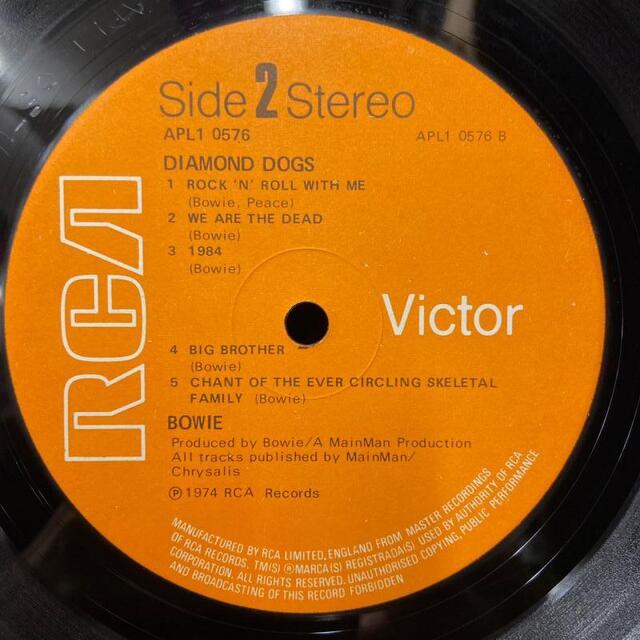 Side 2 Stereo
APL1 0576
APL1 0576 B
DIAMOND DOGS
1 ROCK 'N' ROLL WITH ME
(Bowie, Peace)
2 WE ARE THE DEAD
(Bowie)
3 1984
(Bowie)
RCA
Victor
4 BIG BROTHER
(Bowie)
5 CHANT OF THE EVER CIRCLING SKELETAL
FAMILY (Bowie)
BOWIE
Produced by Bowie/A MainMan Production
All tracks published by MainMan/
Chrysalis
℗ 1974 RCA Records
MANUFACTURED BY RCA LIMITED, ENGLAND FROM MASTER RECORDINGS
OF RCA RECORDS. TM(S) ® MARCA(S) REGISTRADA(S) USED BY AUTHORITY OF RCA
CORPORATION. ALL RIGHTS RESERVED. UNAUTHORISED COPYING, PUBLIC PERFORMANCE
AND BROADCASTING OF THIS RECORD FORBIDDEN